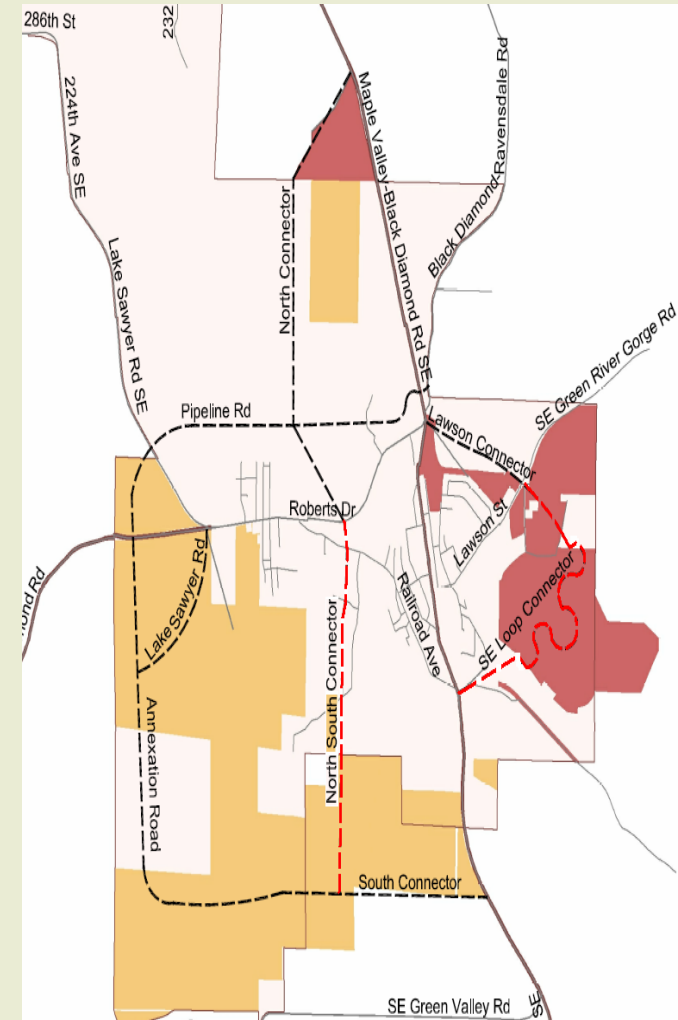 286th St
232
224th Ave SE
Maple Valley-Black Diamond Rd SE
Black Diamond-Ravensdale Rd
Lake Sawyer Rd SE
North Connector
SE Green River Gorge Rd
Pipeline Rd
Lawson Connector
Roberts Dr
Lawson St
Lake Sawyer Rd
mond Rd
Railroad Ave
SE Loop Connector
North South Connector
Annexation Road
South Connector
SE Green Valley Rd
SE